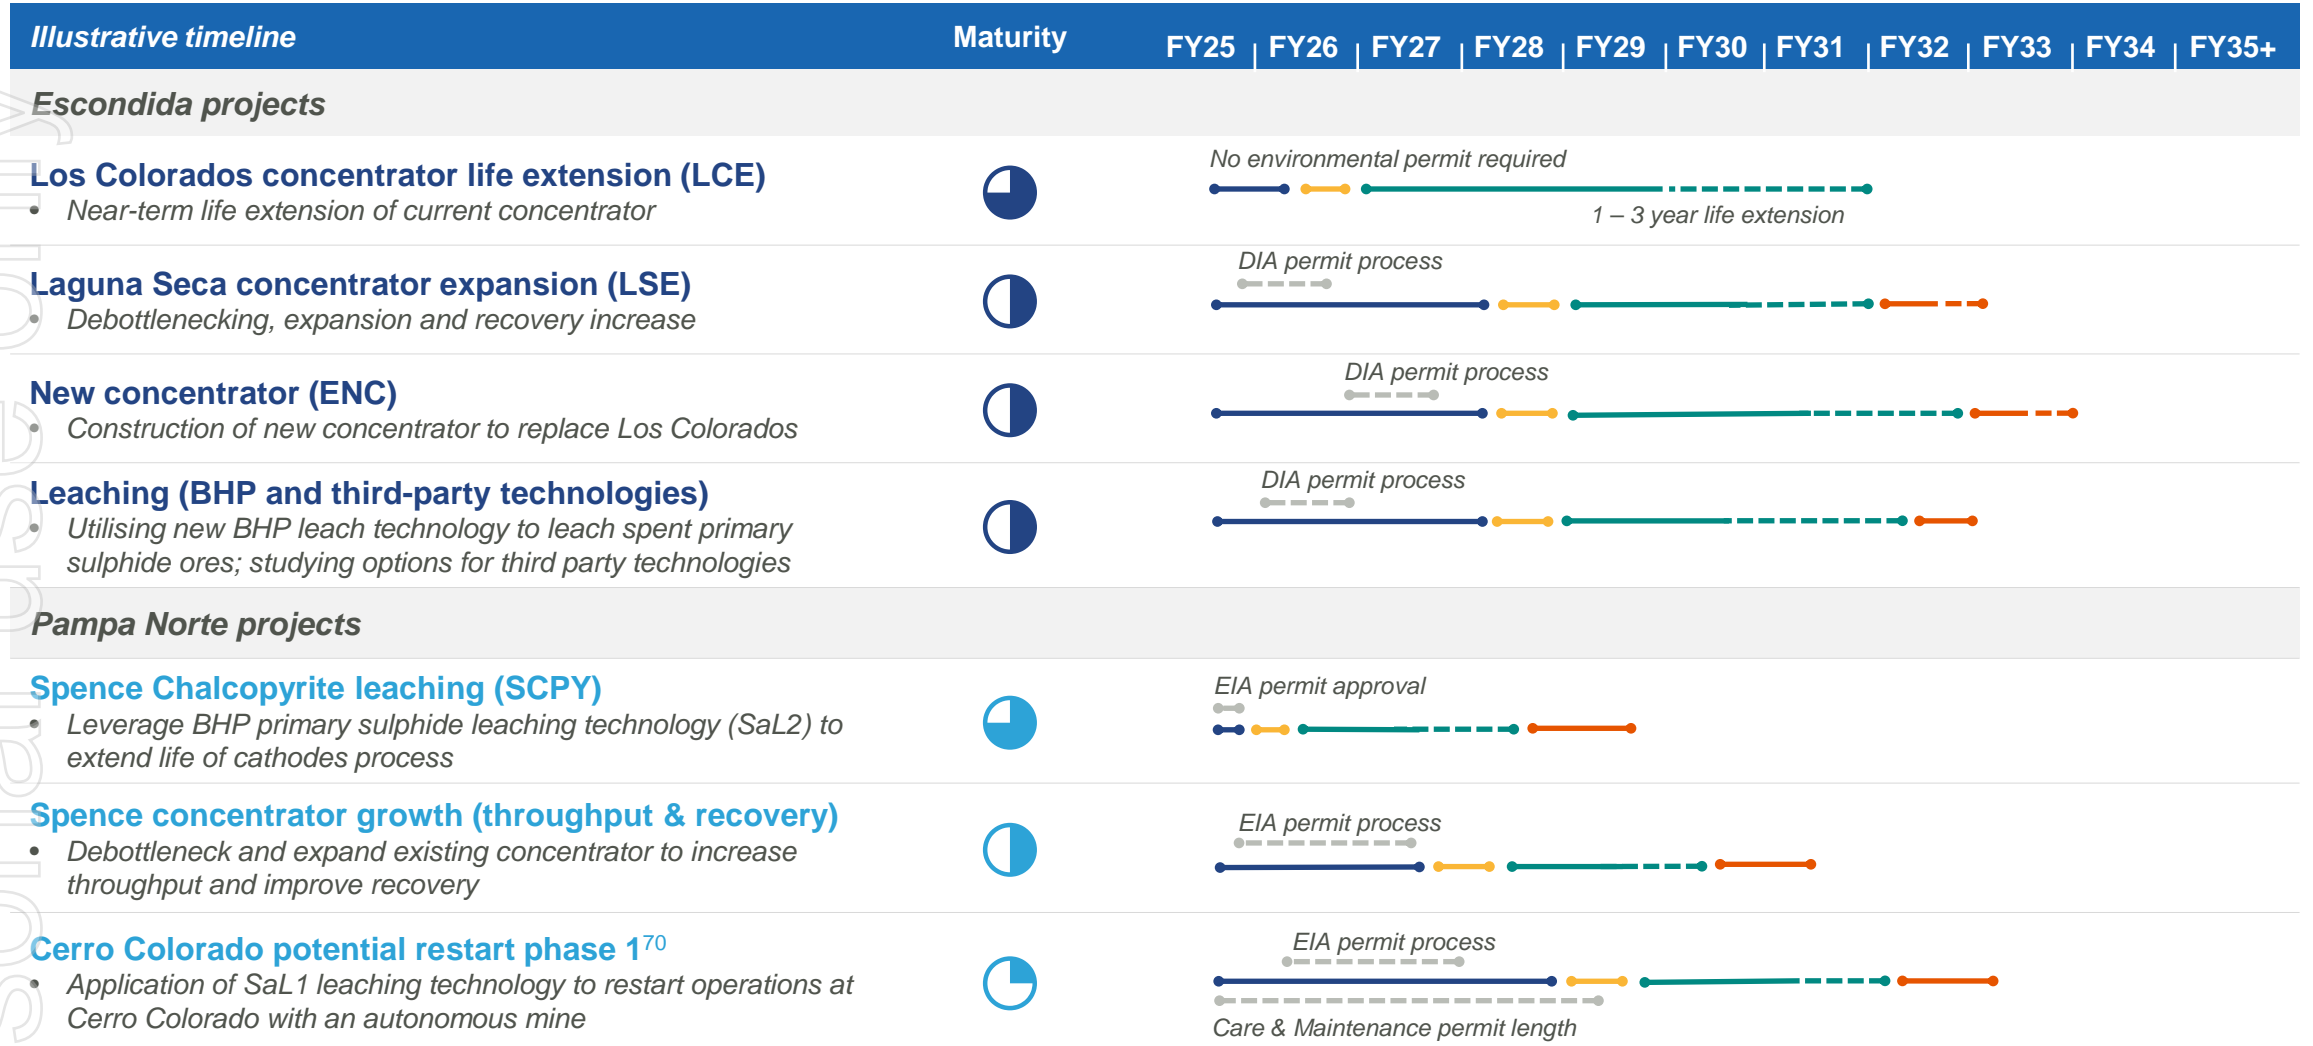 Illustrative timeline Maturity FY25 FY26 FY27 FY28 FY29 FY30 FY31 FY32 FY33 FY34 FY35+
Escondida projects
Los Colorados concentrator life extension (LCE)
• Near-term life extension of current concentrator
No environmental permit required
1 – 3 year life extension
Laguna Seca concentrator expansion (LSE)
• Debottlenecking, expansion and recovery increase
DIA permit process
New concentrator (ENC)
• Construction of new concentrator to replace Los Colorados
DIA permit process
Leaching (BHP and third-party technologies)
• Utilising new BHP leach technology to leach spent primary
sulphide ores; studying options for third party technologies
DIA permit process
Pampa Norte projects
Spence Chalcopyrite leaching (SCPY)
• Leverage BHP primary sulphide leaching technology (SaL2) to
extend life of cathodes process
EIA permit approval
Spence concentrator growth (throughput & recovery)
• Debottleneck and expand existing concentrator to increase
throughput and improve recovery
EIA permit process
Cerro Colorado potential restart phase 1⁷⁰
• Application of SaL1 leaching technology to restart operations at
Cerro Colorado with an autonomous mine
EIA permit process
Care & Maintenance permit length